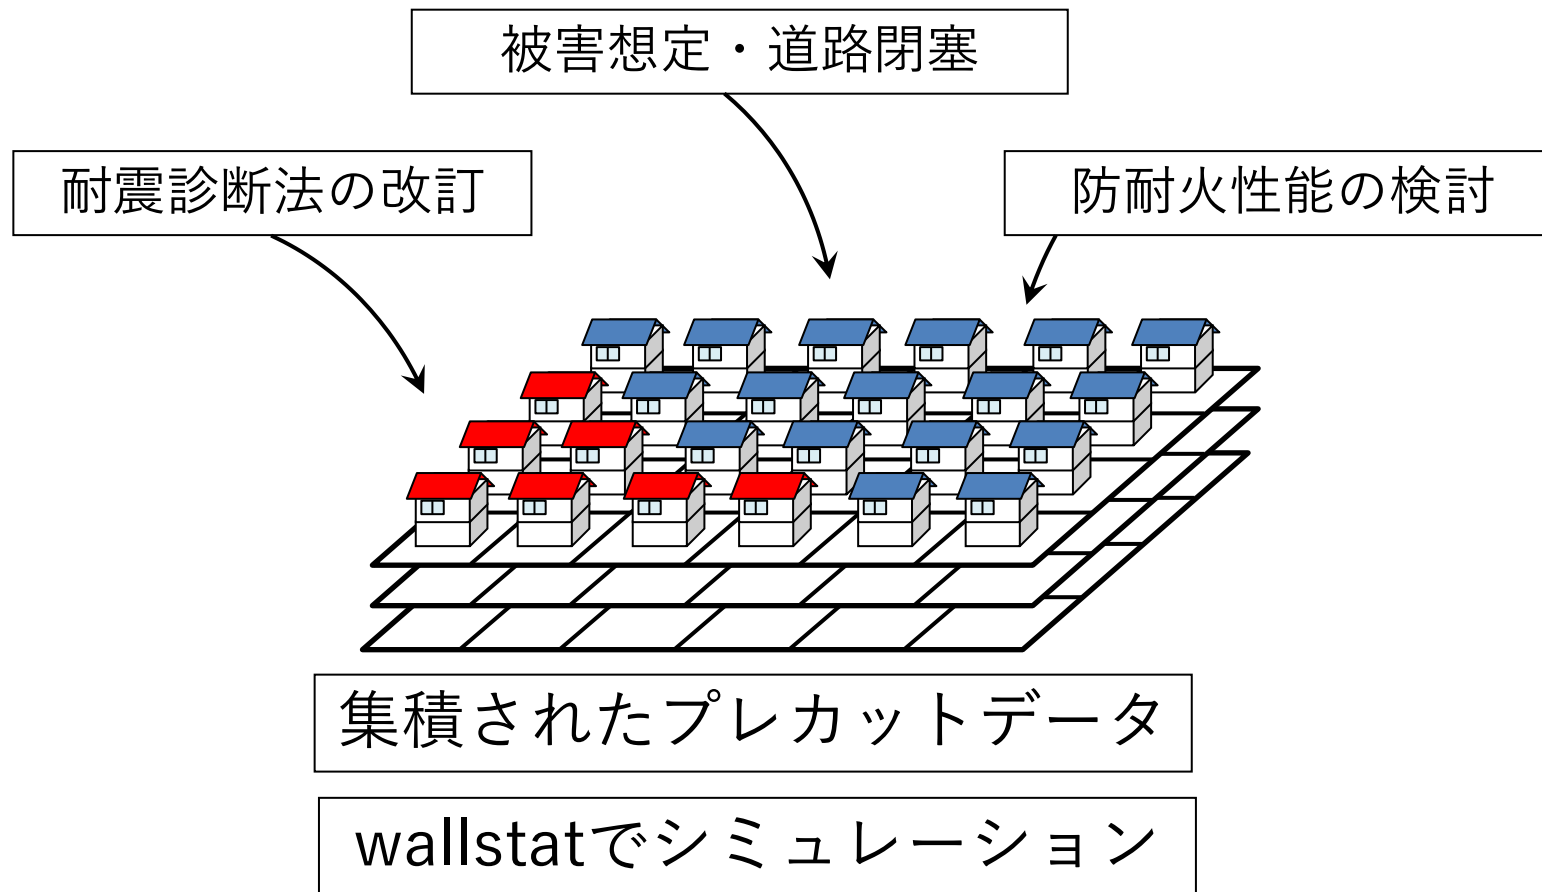 被害想定・道路閉塞
耐震診断法の改訂
防耐火性能の検討
集積されたプレカットデータ
wallstatでシミュレーション